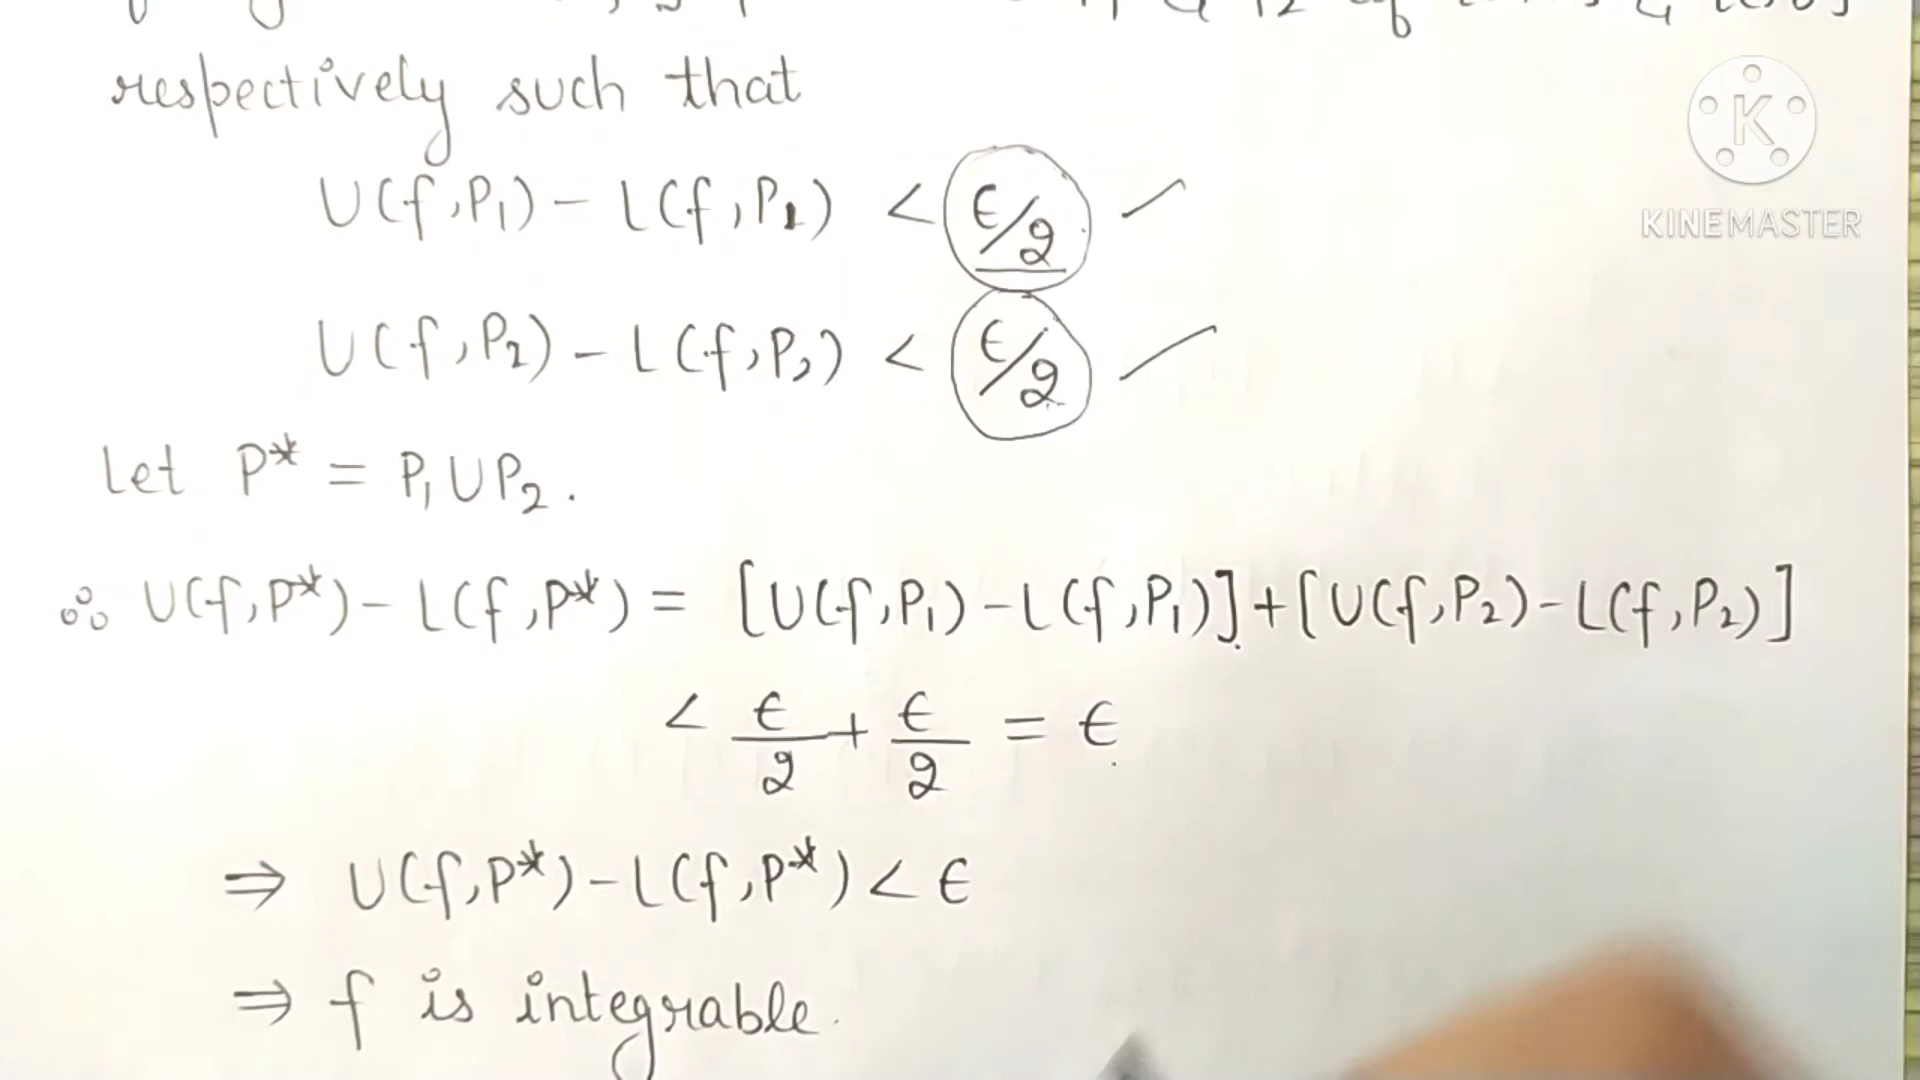 respectively such that
U(f,P₁) - L(f,P₁) < ϵ/2
U(f,P₂) - L(f,P₂) < ϵ/2
Let P* = P₁ ∪ P₂.
∴ U(f,P*) - L(f,P*) = [U(f,P₁) - L(f,P₁)] + [U(f,P₂) - L(f,P₂)]
< ϵ/2 + ϵ/2 = ϵ
⇒ U(f,P*) - L(f,P*) < ϵ
⇒ f is integrable.
K
KINEMASTER